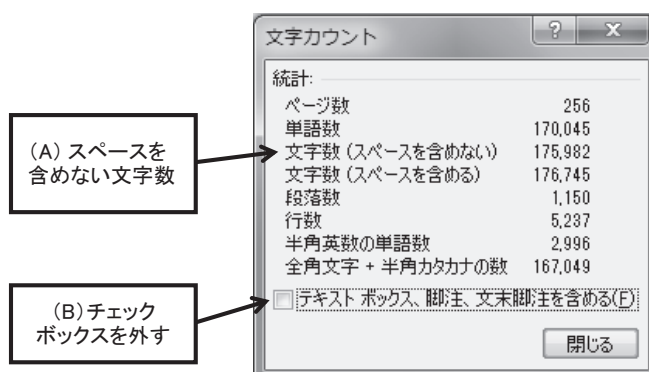 文字カウント
統計:
ページ数 256
単語数 170,045
文字数 (スペースを含めない) 175,982
文字数 (スペースを含める) 176,745
段落数 1,150
行数 5,237
半角英数の単語数 2,996
全角文字 + 半角カタカナの数 167,049
テキスト ボックス、脚注、文末脚注を含める(F)
閉じる
(A) スペースを
含めない文字数
(B)チェック
ボックスを外す